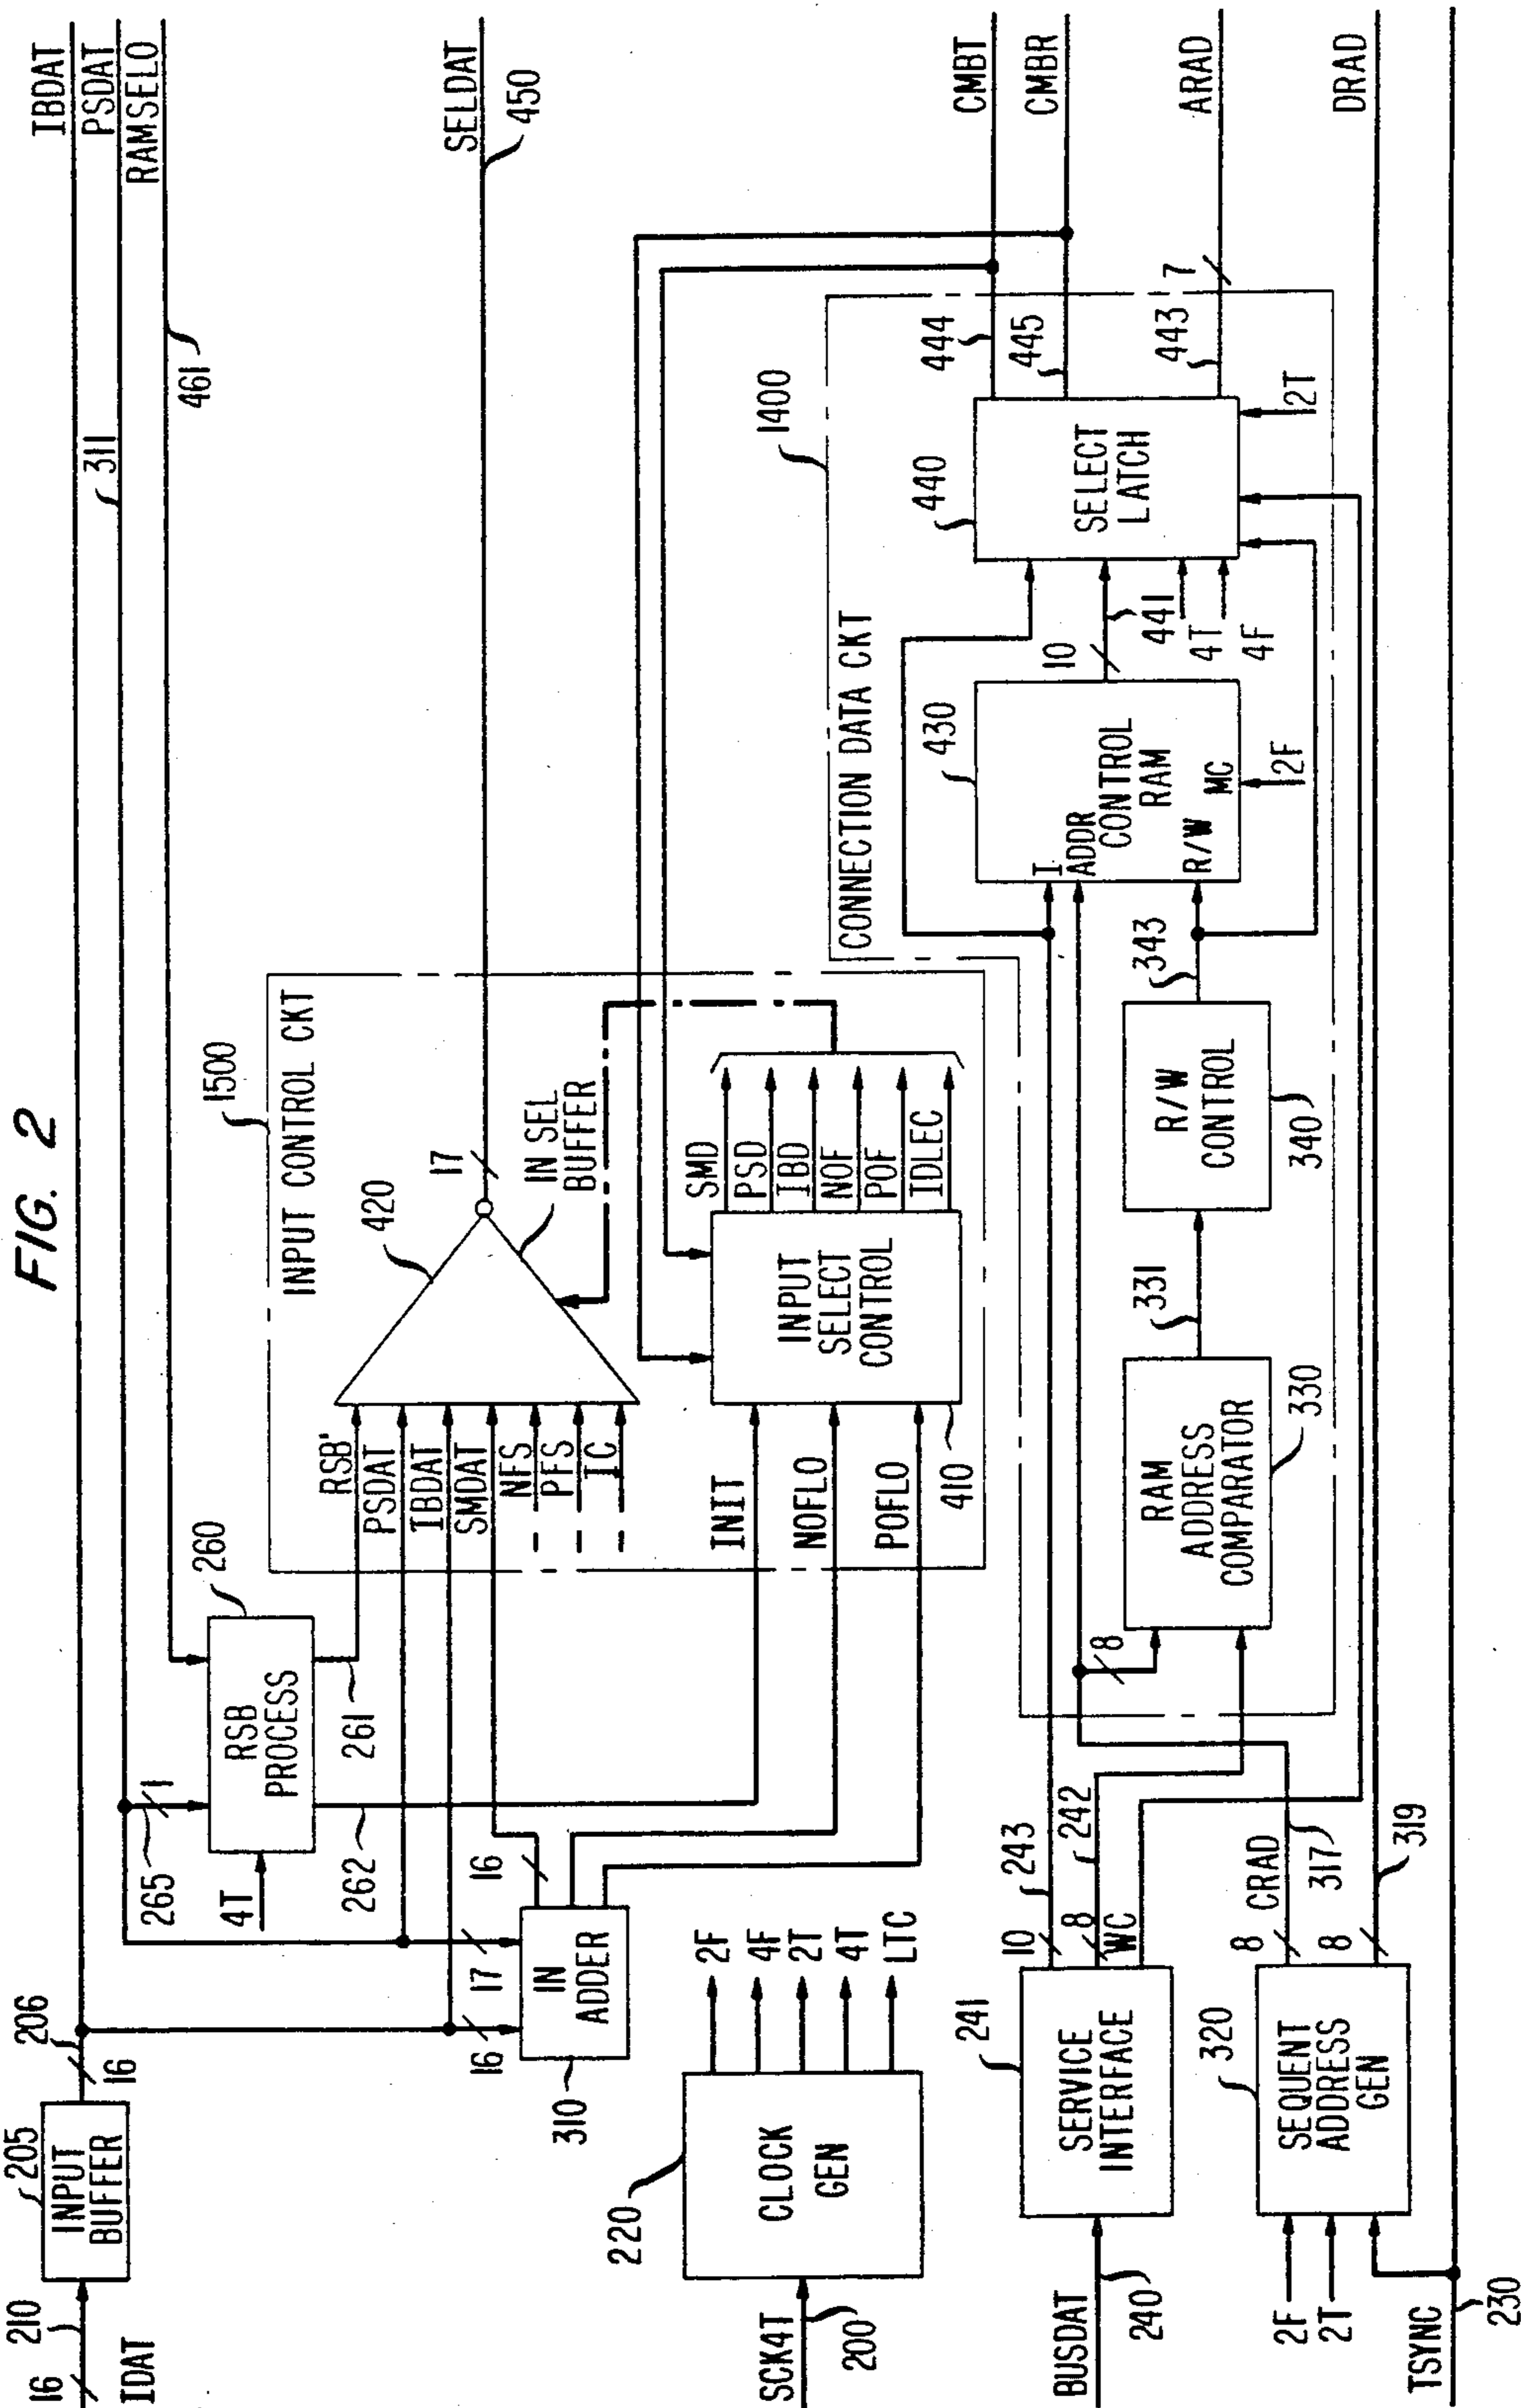 FIG. 2
IBDAT
PSDAT
RAMSELO
311
461
SELDAT
450
16
210
IDAT
205
INPUT
BUFFER
206
16
265
1
4T
260
RSB
PROCESS
261
262
1500
INPUT CONTROL CKT
RSB'
PSDAT
IBDAT
SMDAT
NFS
PFS
IC
420
17
IN SEL
BUFFER
16
17
IN
ADDER
310
16
INIT
NOFLO
POFLO
INPUT
SELECT
CONTROL
410
SMD
PSD
IBD
NOF
POF
IDLEC
SCK4T
200
220
CLOCK
GEN
2F
4F
2T
4T
LTC
1400
CONNECTION DATA CKT
CMBT
CMBR
ARAD
DRAD
444
445
443
7
440
SELECT
LATCH
2T
441
10
4T
4F
430
I
ADDR
CONTROL
RAM
R/W
MC
2F
343
R/W
CONTROL
340
331
RAM
ADDRESS
COMPARATOR
330
8
BUSDAT
240
241
SERVICE
INTERFACE
10
243
8
242
WC
2F
2T
320
SEQUENT
ADDRESS
GEN
8
CRAD
317
8
319
TSYNC
230